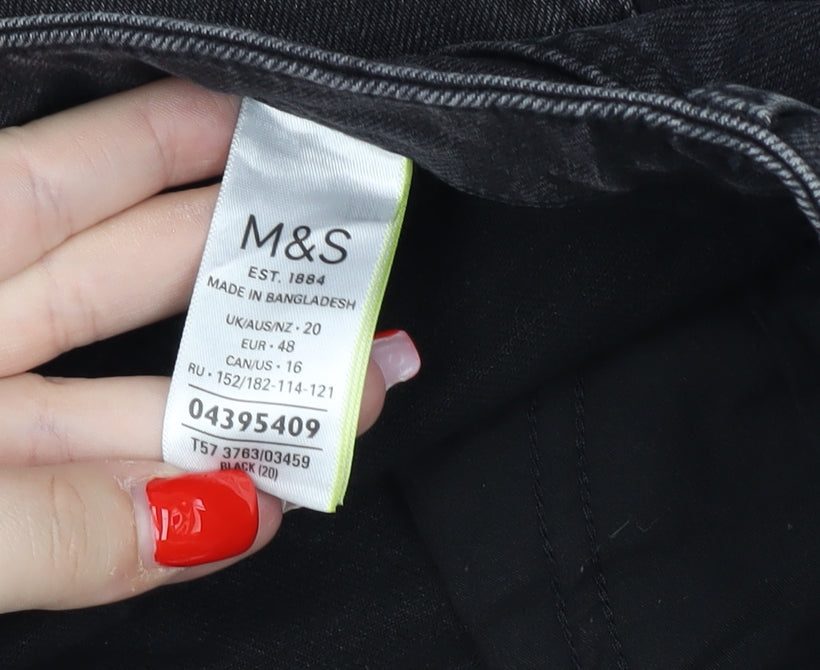 M&S
EST. 1884
MADE IN BANGLADESH
UK/AUS/NZ • 20
EUR • 48
CAN/US • 16
RU • 152/182-114-121
04395409
T57 3763/03459
BLACK (20)